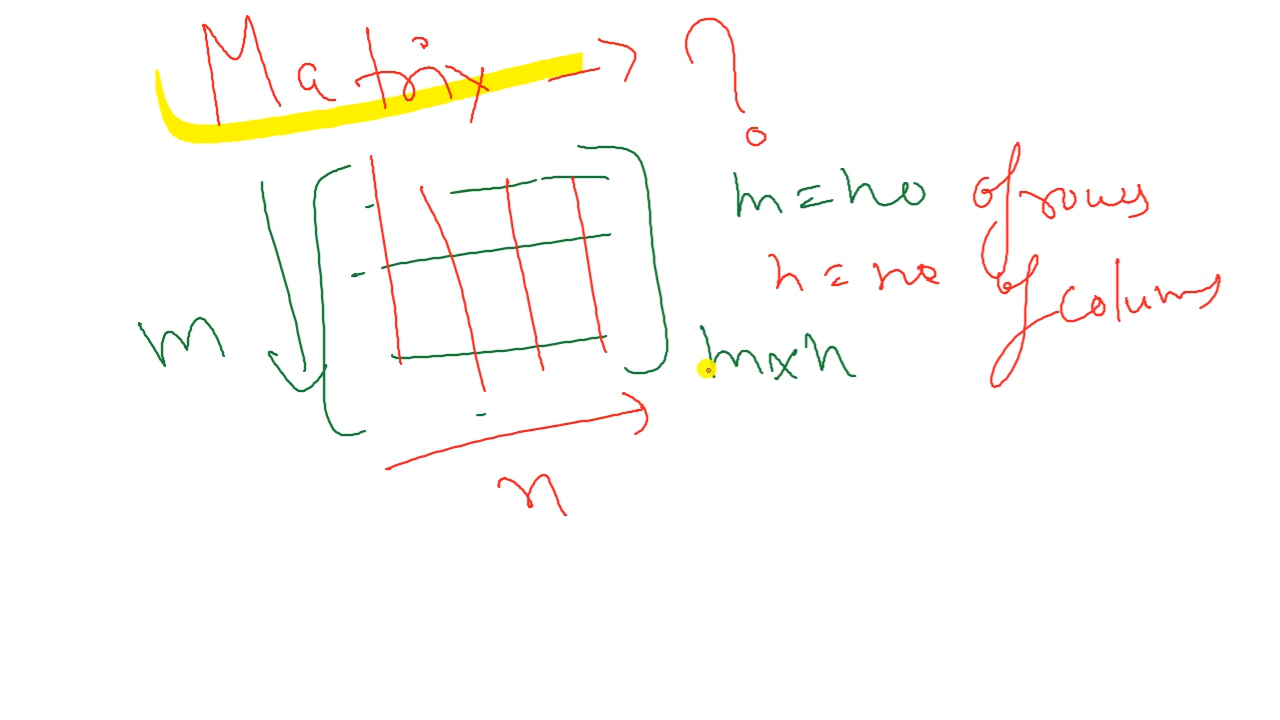 Matrix → ?
m = no of rows
n = no of colums
m
m×n
n